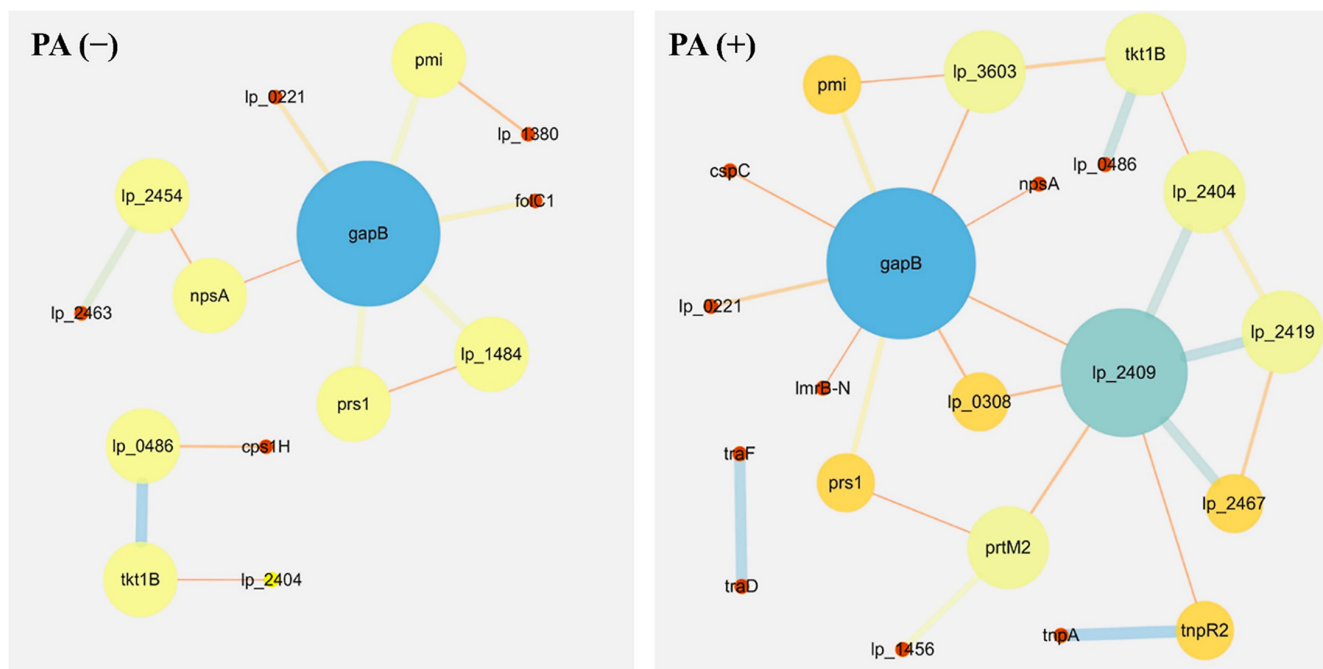 PA (−)
pmi
lp_0221
lp_1380
lp_2454
folC1
gapB
npsA
lp_2463
lp_1484
prs1
lp_0486
cps1H
tkt1B
lp_2404
PA (+)
tkt1B
lp_3603
pmi
lp_0486
cspC
npsA
lp_2404
gapB
lp_0221
lp_2419
lp_2409
lmrB-N
lp_0308
traF
prs1
lp_2467
prtM2
traD
tnpA
tnpR2
lp_1456